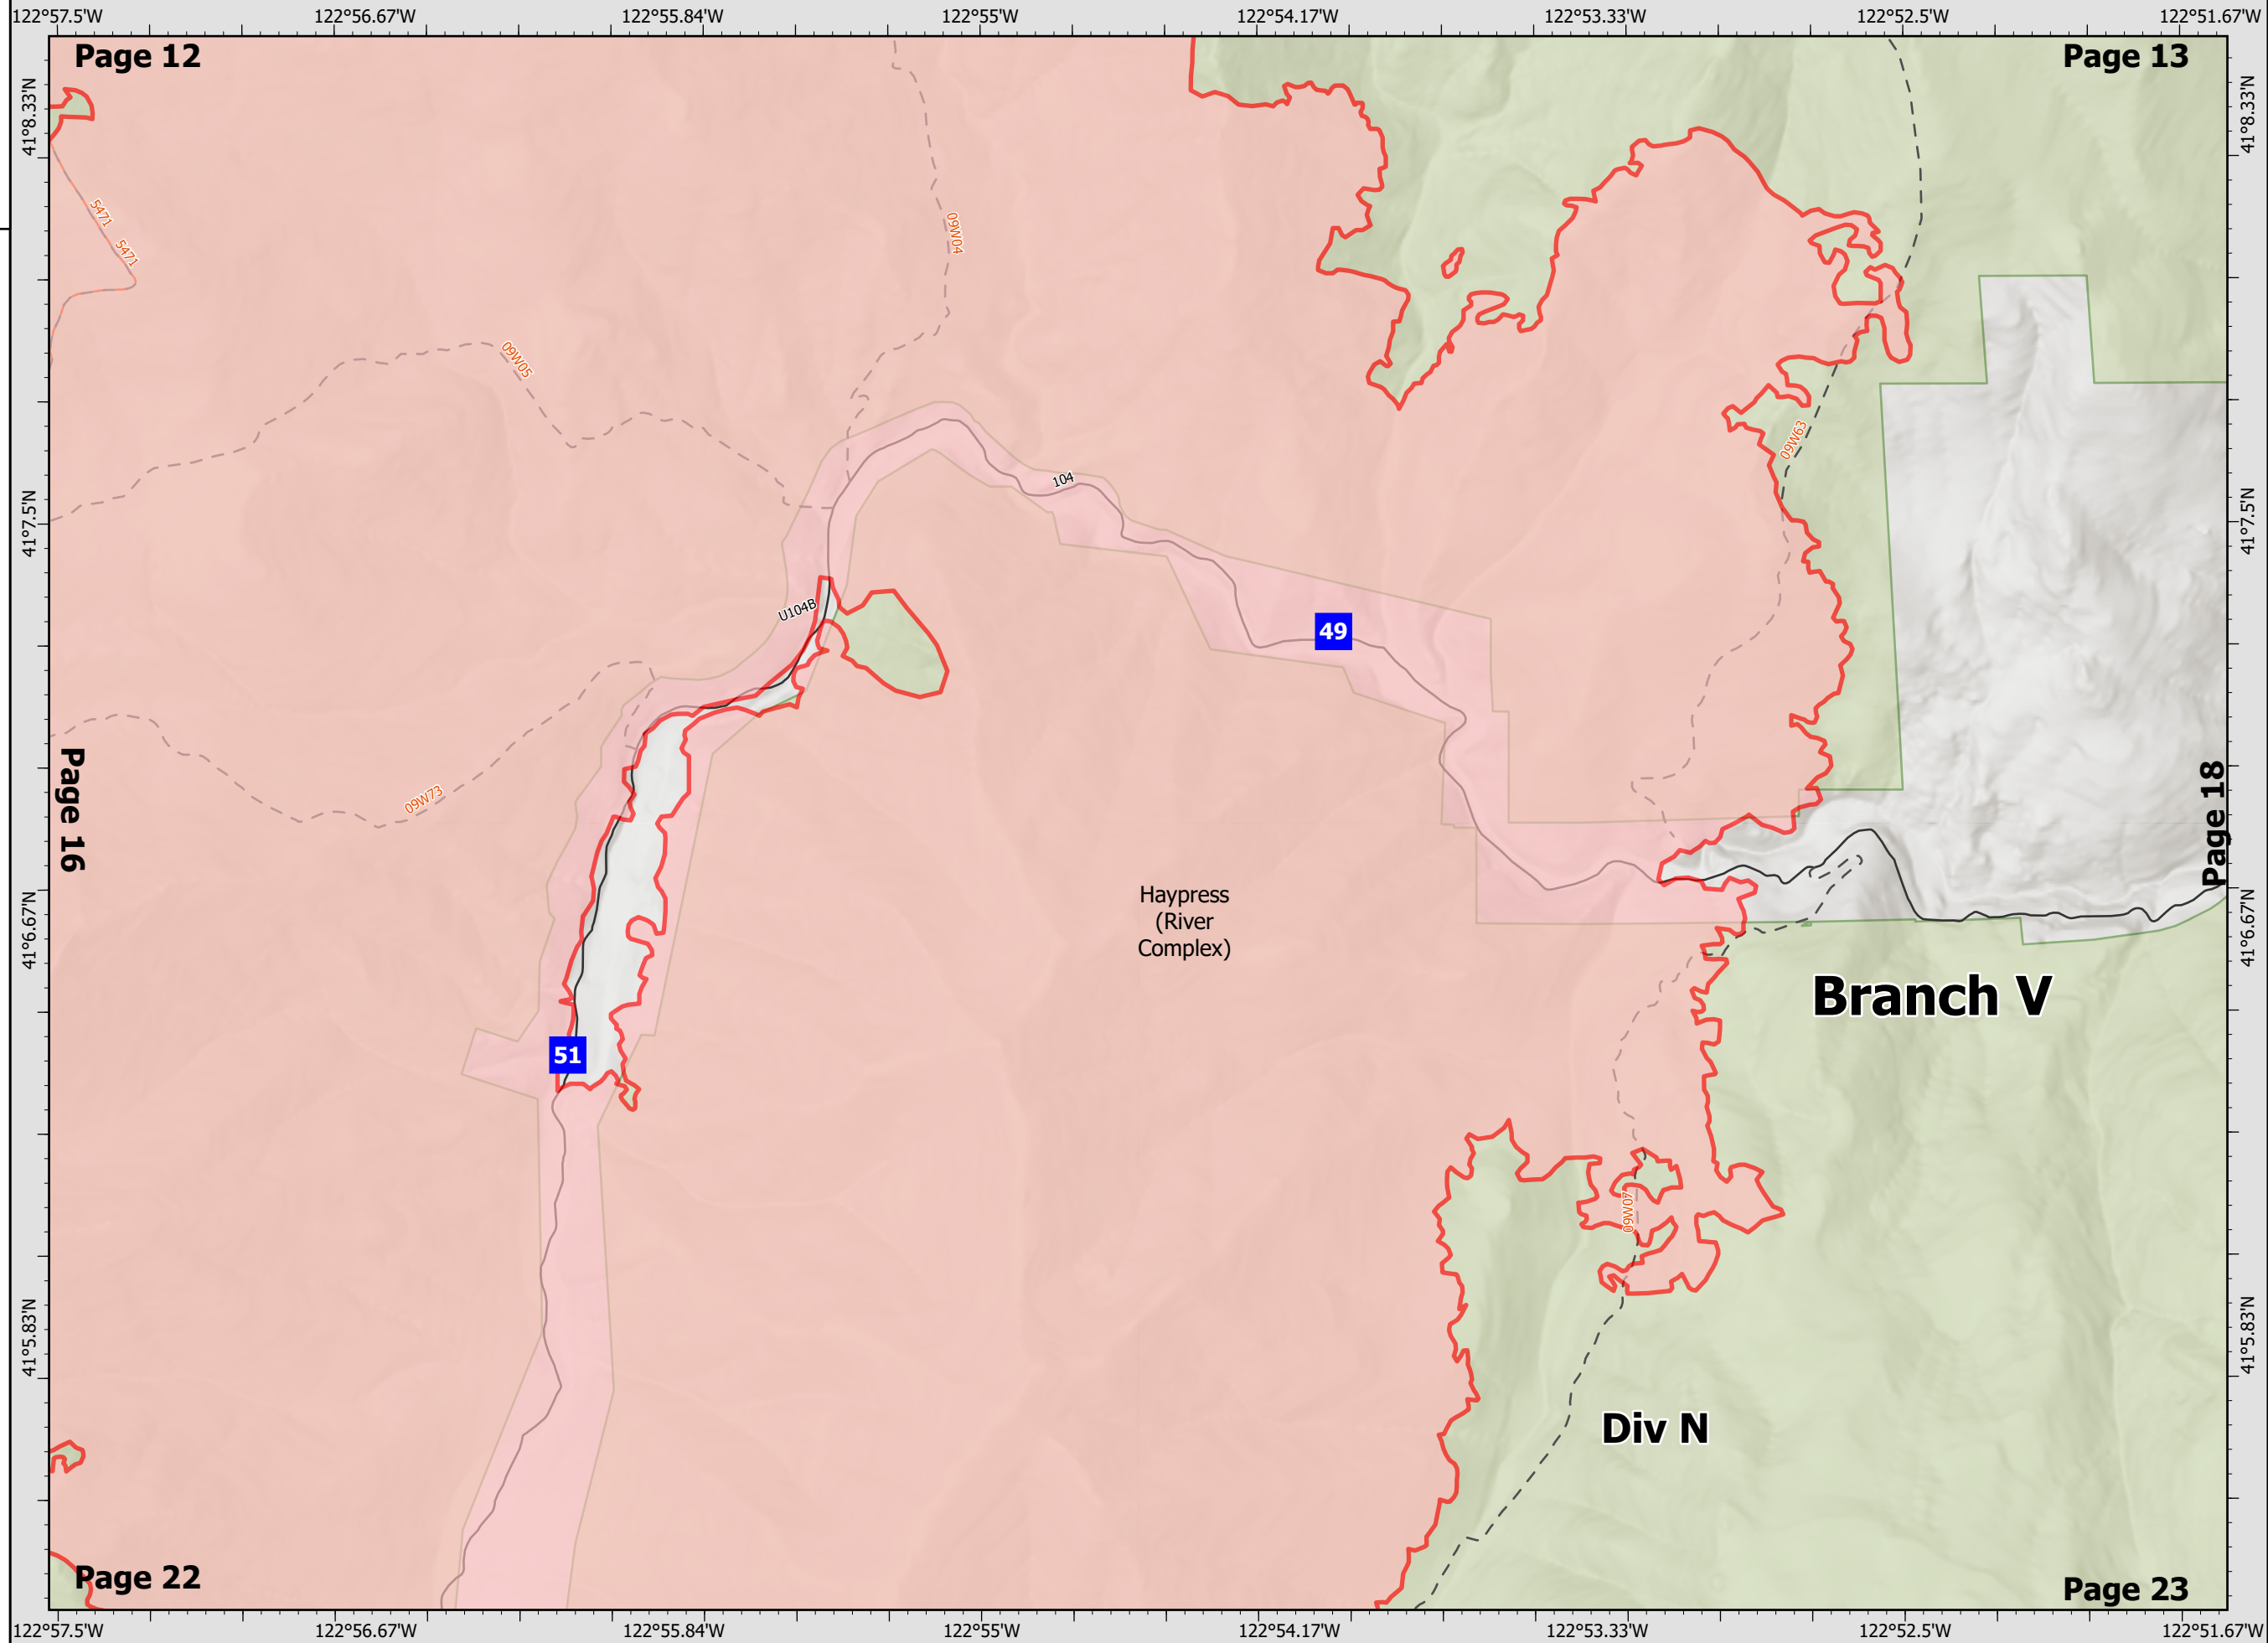 122°57.5'W 122°56.67'W 122°55.84'W 122°55'W 122°54.17'W 122°53.33'W 122°52.5'W 122°51.67'W
Page 12
Page 13
41°8.33'N
41°8.33'N
5471
5471
09W04
09W05
09W63
104
41°7.5'N
41°7.5'N
U104B
49
Page 16
Page 18
09W73
Haypress
(River
Complex)
41°6.67'N
41°6.67'N
Branch V
51
09W07
41°5.83'N
41°5.83'N
Div N
Page 22
Page 23
122°57.5'W 122°56.67'W 122°55.84'W 122°55'W 122°54.17'W 122°53.33'W 122°52.5'W 122°51.67'W